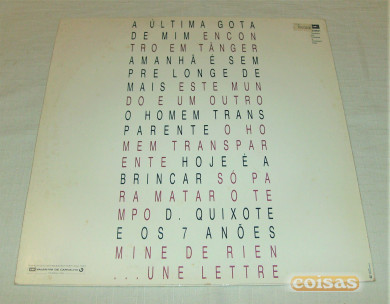 A ÚLTIMA GOTA
DE MIM ENCON
TRO EM TÂNGER
AMANHÃ É SEM
PRE LONGE DE
MAIS ESTE MUN
DO E UM OUTRO
O HOMEM TRANS
PARENTE O HO
MEM TRANSPAR
ENTE HOJE É A
BRINCAR SÓ PA
RA MATAR O TE
MPO D. QUIXOTE
E OS 7 ANÕES
MINE DE RIEN
...UNE LETTRE
coisas